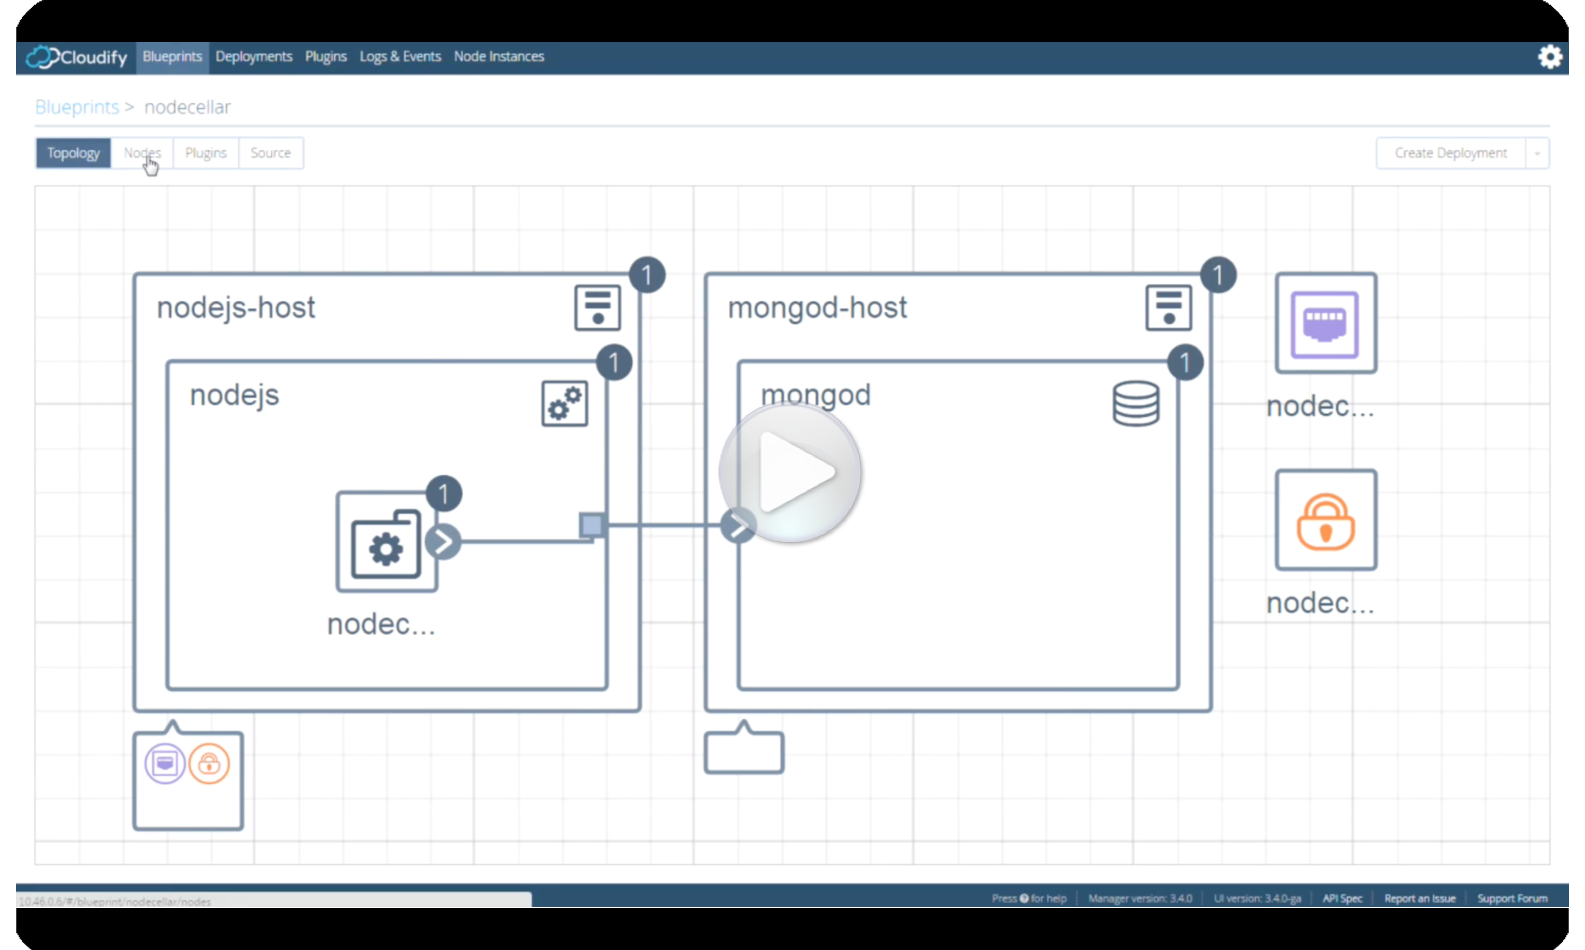 Cloudify Blueprints Deployments Plugins Logs & Events Node Instances
Blueprints > nodecellar
Topology Nodes Plugins Source Create Deployment
nodejs-host 1
mongod-host 1
nodejs 1
mongod 1
nodec...
1
nodec...
nodec...
10.46.0.6/#/blueprint/nodecellar/nodes
Press ? for help Manager version: 3.4.0 UI version: 3.4.0-ga API Spec Report an Issue Support Forum